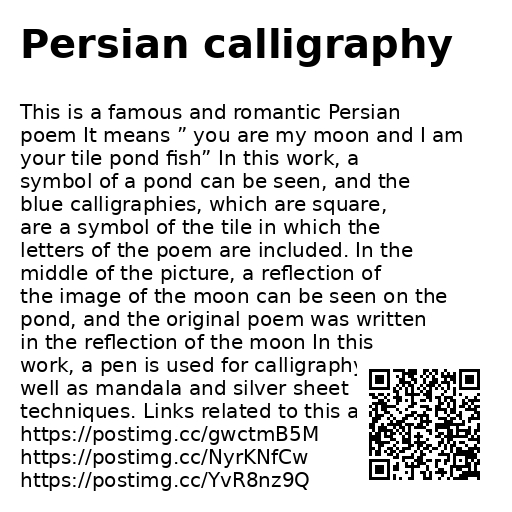 Persian calligraphy
This is a famous and romantic Persian
poem It means ” you are my moon and I am
your tile pond fish” In this work, a
symbol of a pond can be seen, and the
blue calligraphies, which are square,
are a symbol of the tile in which the
letters of the poem are included. In the
middle of the picture, a reflection of
the image of the moon can be seen on the
pond, and the original poem was written
in the reflection of the moon In this
work, a pen is used for calligraphy
well as mandala and silver sheet
techniques. Links related to this a
https://postimg.cc/gwctmB5M
https://postimg.cc/NyrKNfCw
https://postimg.cc/YvR8nz9Q